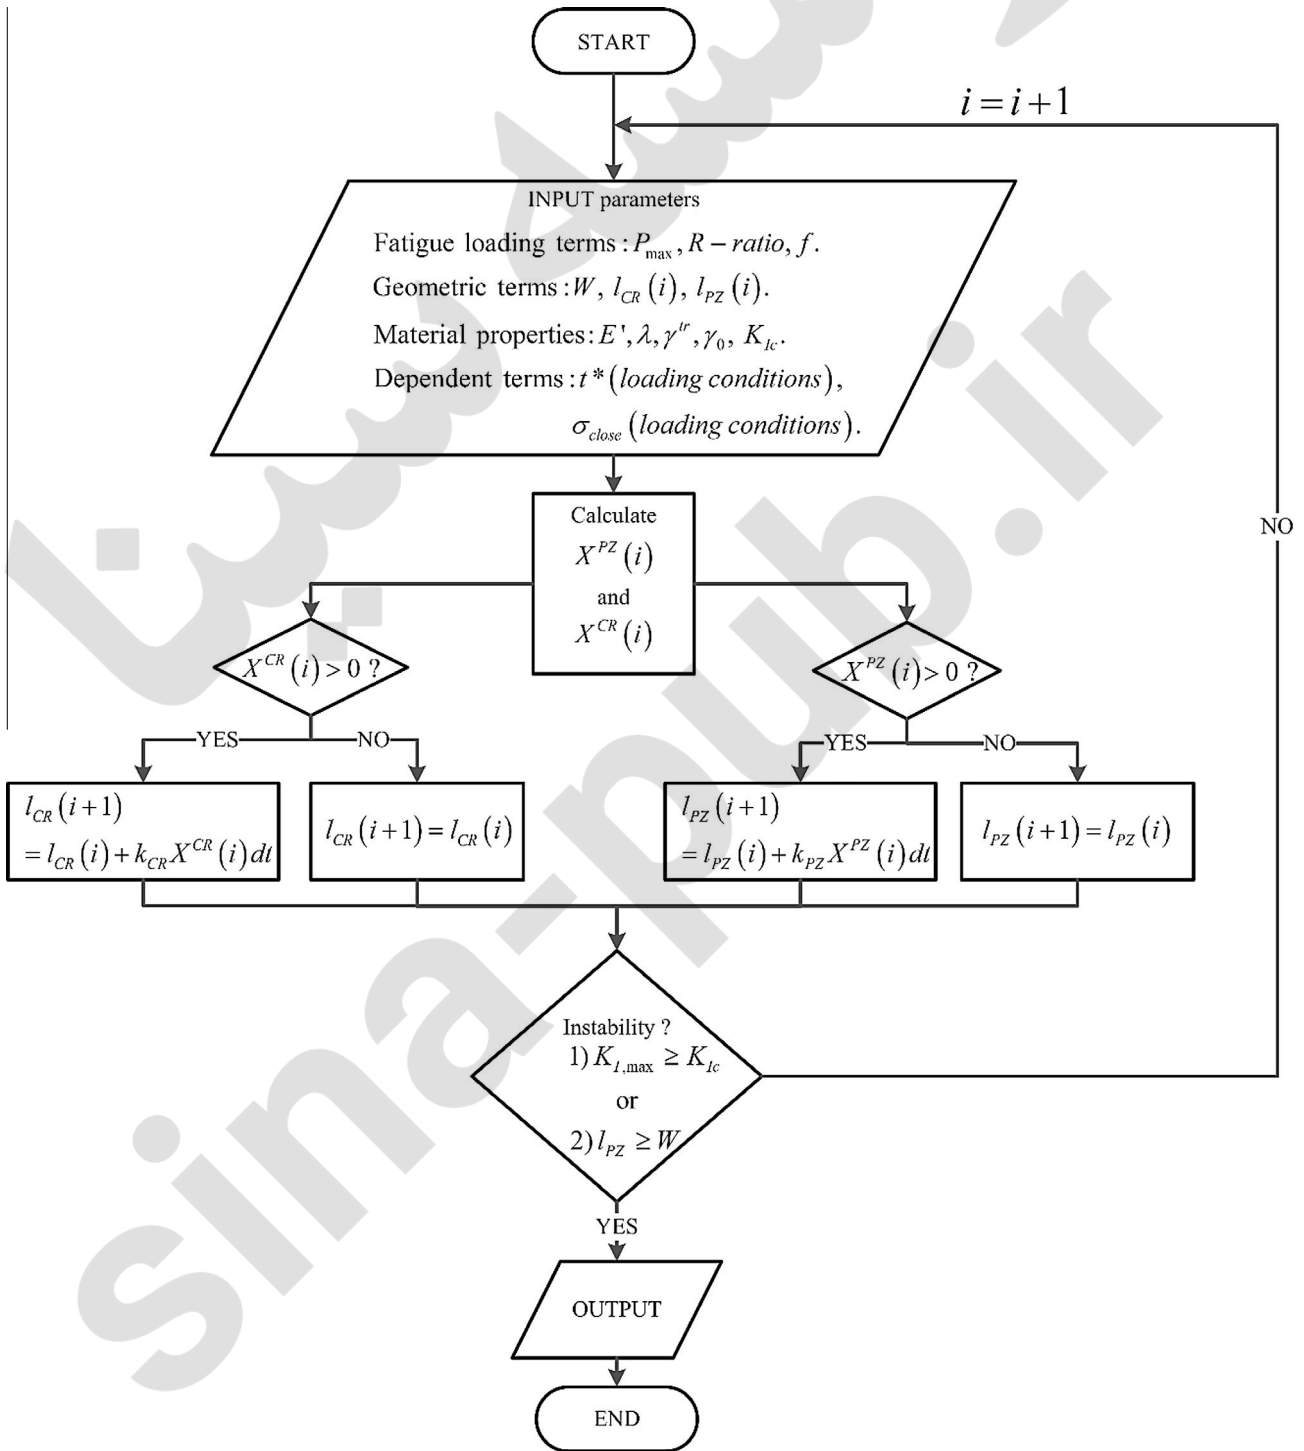 START
i = i + 1
INPUT parameters
Fatigue loading terms : P_max, R − ratio, f.
Geometric terms : W, l_CR (i), l_PZ (i).
Material properties: E', λ, γ^tr, γ_0, K_Ic.
Dependent terms : t* (loading conditions),
σ_close (loading conditions).
Calculate
X^PZ (i)
and
X^CR (i)
NO
X^CR (i) > 0 ?
X^PZ (i) > 0 ?
YES
NO
YES
NO
l_CR (i+1)
= l_CR (i) + k_CR X^CR (i) dt
l_CR (i+1) = l_CR (i)
l_PZ (i+1)
= l_PZ (i) + k_PZ X^PZ (i) dt
l_PZ (i+1) = l_PZ (i)
Instability ?
1) K_I,max ≥ K_Ic
or
2) l_PZ ≥ W
YES
OUTPUT
END
sina-pub.ir